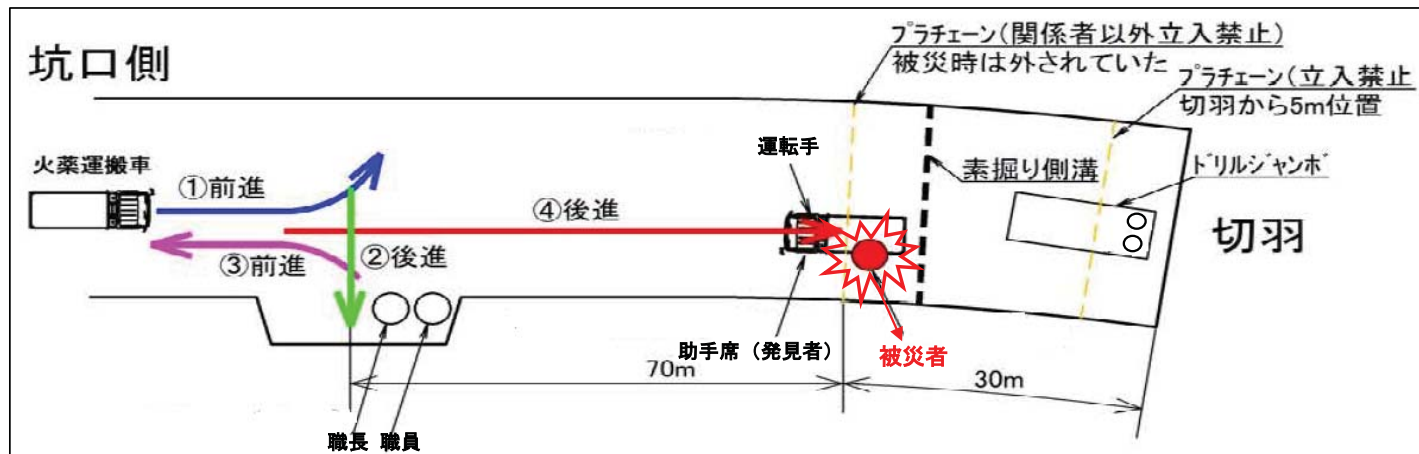 坑口側
プラチェーン(関係者以外立入禁止)
被災時は外されていた
プラチェーン(立入禁止
切羽から5m位置
火薬運搬車
①前進
④後進
運転手
素掘り側溝
ドリルジャンボ
切羽
③前進
②後進
助手席(発見者)
被災者
70m
30m
職長 職員